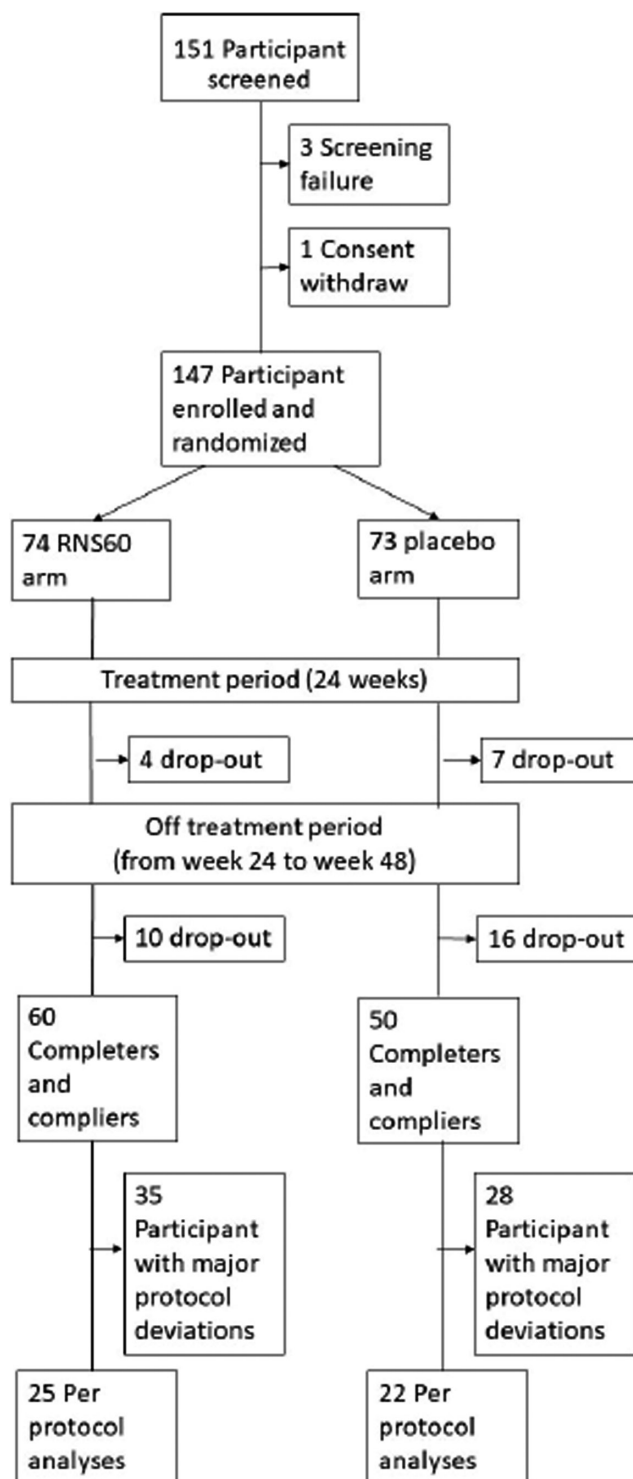 151 Participant
screened
3 Screening
failure
1 Consent
withdraw
147 Participant
enrolled and
randomized
74 RNS60
arm
73 placebo
arm
Treatment period (24 weeks)
4 drop-out
7 drop-out
Off treatment period
(from week 24 to week 48)
10 drop-out
16 drop-out
60
Completers
and
compliers
50
Completers
and
compliers
35
Participant
with major
protocol
deviations
28
Participant
with major
protocol
deviations
25 Per
protocol
analyses
22 Per
protocol
analyses